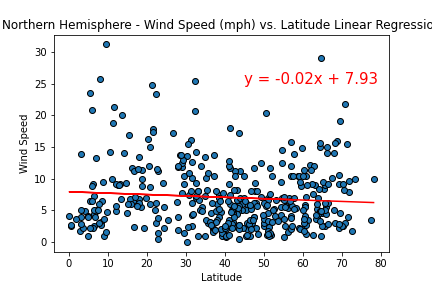 Northern Hemisphere - Wind Speed (mph) vs. Latitude Linear Regressio
y = -0.02x + 7.93
Wind Speed
30
25
20
15
10
5
0
0 10 20 30 40 50 60 70 80
Latitude